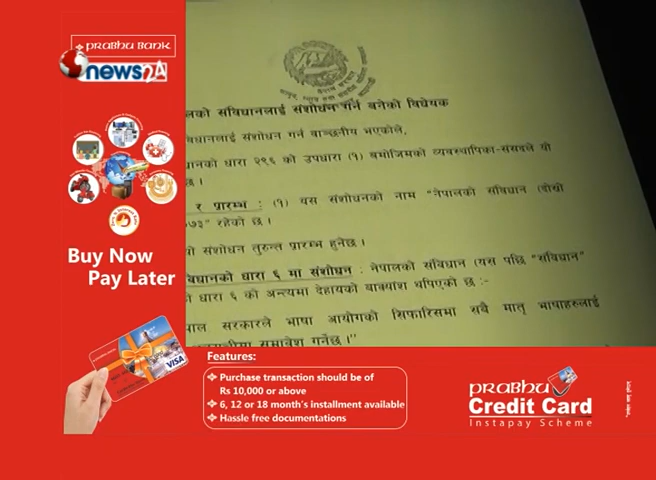 PRABHU BANK
news24
Buy Now
Pay Later
VISA
लको संविधानलाई संशोधन गर्न बनेको विधेयक
विधानलाई संशोधन गर्न बाञ्छनीय भएकोले,
धानको धारा २९६ को उपधारा (१) बमोजिमको व्यवस्थापिका-संसदले यो
छ ।
र प्रारम्भ : (१) यस संशोधनको नाम "नेपालको संविधान (दोश्रो
०७३" रहेको छ ।
यो संशोधन तुरुन्त प्रारम्भ हुनेछ ।
विधानको धारा ६ मा संशोधन : नेपालको संविधान (यस पछि "संविधान"
को धारा ६ को अन्त्यमा देहायको बाक्यांश थपिएको छ :-
पाल सरकारले भाषा आयोगको सिफारिसमा सबै मातृ भाषाहरुलाई
समावेश गर्नेछ ।"
Features:
Purchase transaction should be of
Rs 10,000 or above
6, 12 or 18 month's installment available
Hassle free documentations
PRABHU
Credit Card
Instapay Scheme